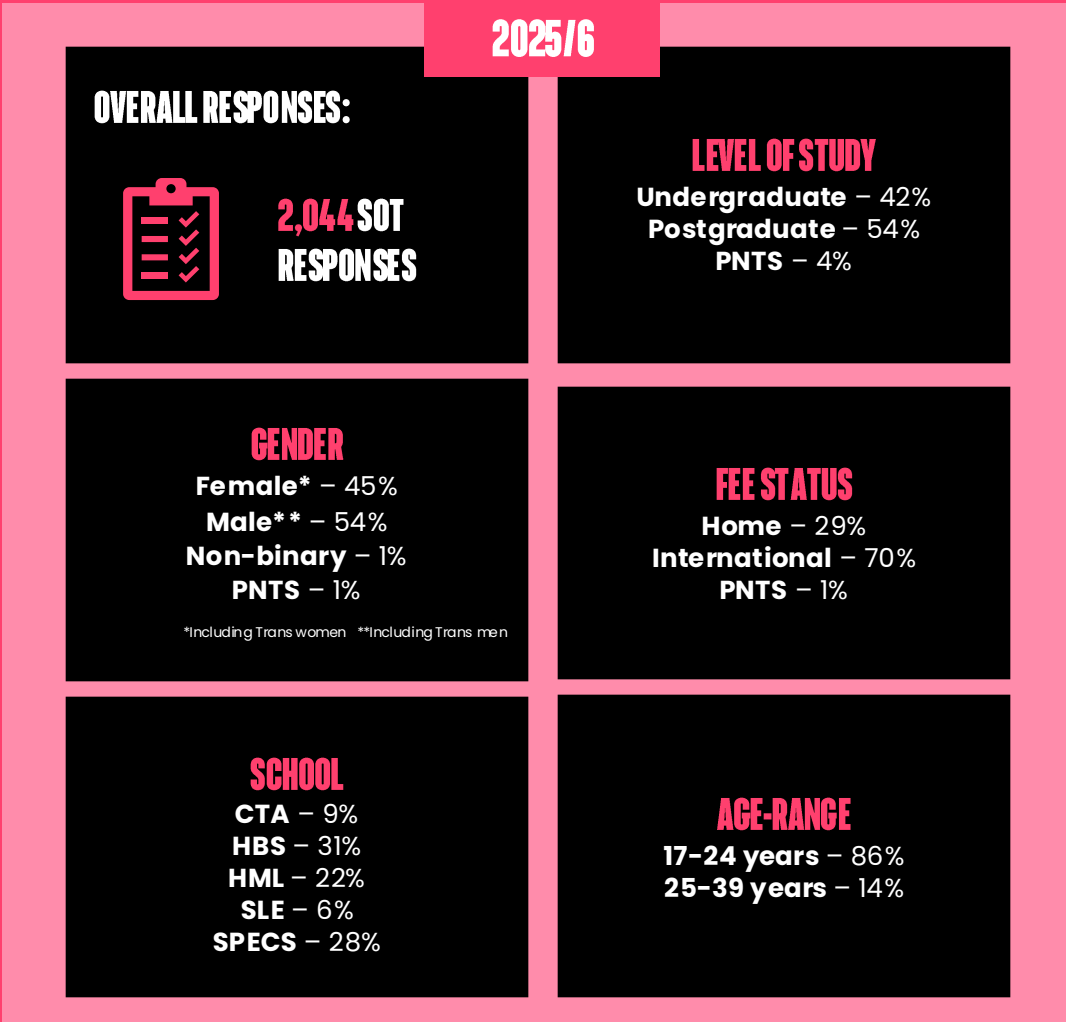 2025/6
OVERALL RESPONSES:
2,044 SOT
RESPONSES
LEVEL OF STUDY
Undergraduate – 42%
Postgraduate – 54%
PNTS – 4%
GENDER
Female* – 45%
Male** – 54%
Non-binary – 1%
PNTS – 1%
*Including Trans women **Including Trans men
FEE STATUS
Home – 29%
International – 70%
PNTS – 1%
SCHOOL
CTA – 9%
HBS – 31%
HML – 22%
SLE – 6%
SPECS – 28%
AGE-RANGE
17-24 years – 86%
25-39 years – 14%